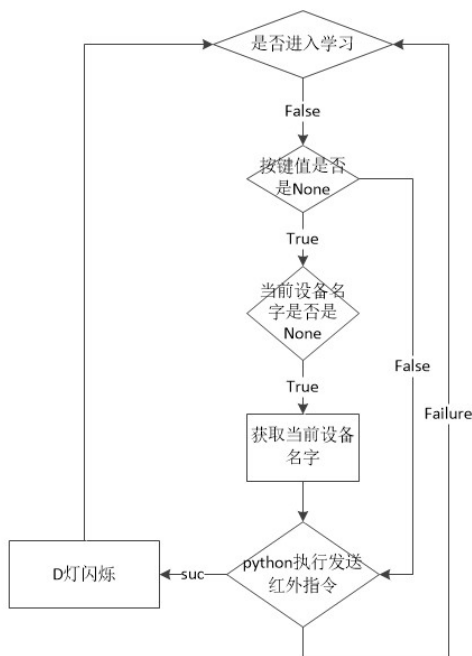 是否进入学习
False
按键值是否
是None
True
当前设备名
字是否是
None
True
False
Failure
获取当前设备
名字
python执行发送
红外指令
suc
D灯闪烁